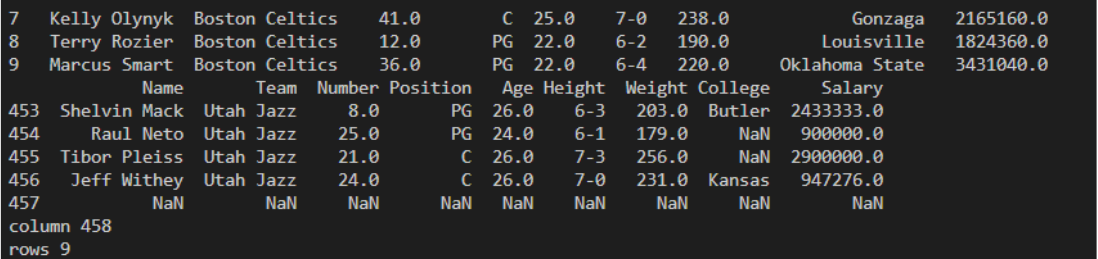 7 Kelly Olynyk Boston Celtics 41.0 C 25.0 7-0 238.0 Gonzaga 2165160.0
8 Terry Rozier Boston Celtics 12.0 PG 22.0 6-2 190.0 Louisville 1824360.0
9 Marcus Smart Boston Celtics 36.0 PG 22.0 6-4 220.0 Oklahoma State 3431040.0
Name Team Number Position Age Height Weight College Salary
453 Shelvin Mack Utah Jazz 8.0 PG 26.0 6-3 203.0 Butler 2433333.0
454 Raul Neto Utah Jazz 25.0 PG 24.0 6-1 179.0 NaN 900000.0
455 Tibor Pleiss Utah Jazz 21.0 C 26.0 7-3 256.0 NaN 2900000.0
456 Jeff Withey Utah Jazz 24.0 C 26.0 7-0 231.0 Kansas 947276.0
457 NaN NaN NaN NaN NaN NaN NaN NaN NaN
column 458
rows 9